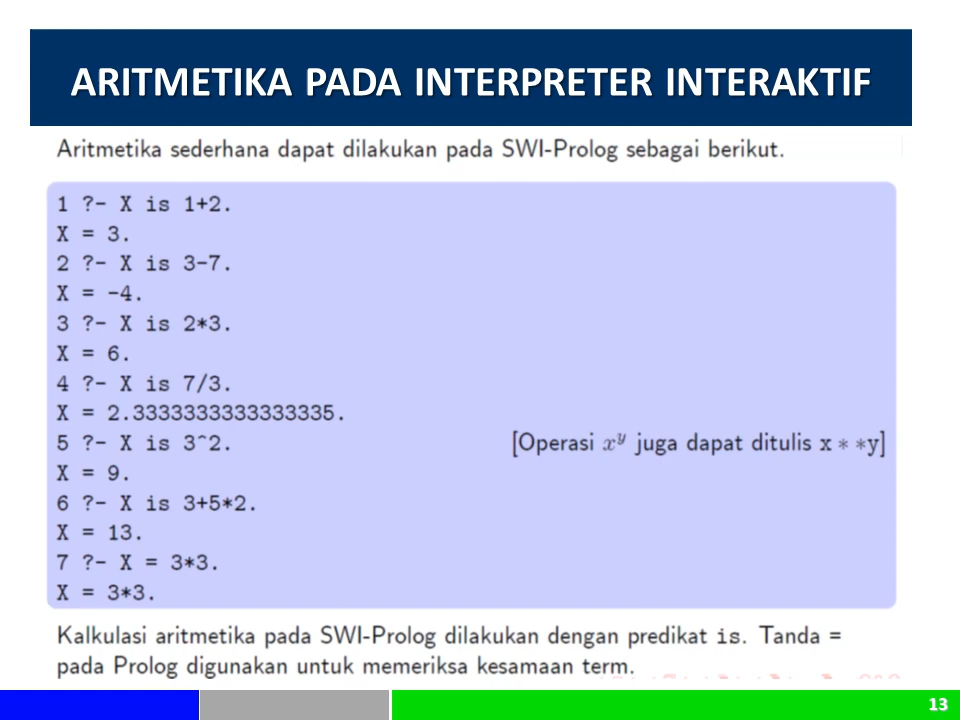 ARITMETIKA PADA INTERPRETER INTERAKTIF
Aritmetika sederhana dapat dilakukan pada SWI-Prolog sebagai berikut.
1 ?- X is 1+2.
X = 3.
2 ?- X is 3-7.
X = -4.
3 ?- X is 2*3.
X = 6.
4 ?- X is 7/3.
X = 2.3333333333333335.
5 ?- X is 3^2. [Operasi xʸ juga dapat ditulis x ∗ ∗y]
X = 9.
6 ?- X is 3+5*2.
X = 13.
7 ?- X = 3*3.
X = 3*3.
Kalkulasi aritmetika pada SWI-Prolog dilakukan dengan predikat is. Tanda =
pada Prolog digunakan untuk memeriksa kesamaan term.
13